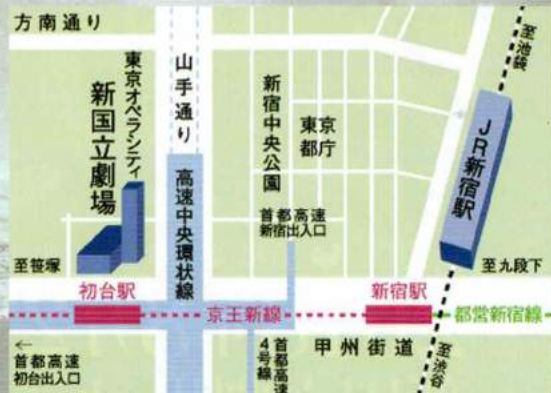 方南通り
至池袋
山手通り
東京オペラシティ
新国立劇場
新宿中央公園
東京
都庁
JR新宿駅
高速中央環状線
首都高速
新宿出入口
至笹塚
至九段下
初台駅
京王新線
新宿駅
都営新宿線
←
首都高速
初台出入口
首都高速
4号線
甲州街道
至渋谷